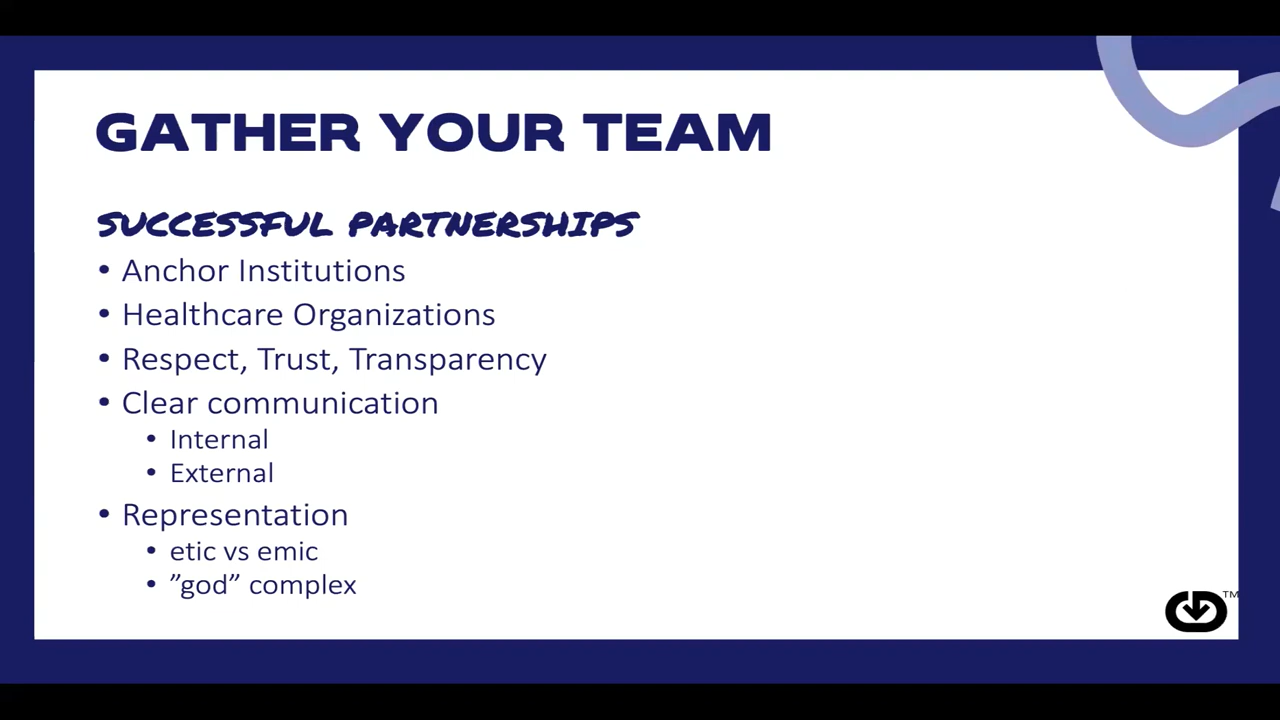 GATHER YOUR TEAM
SUCCESSFUL PARTNERSHIPS
• Anchor Institutions
• Healthcare Organizations
• Respect, Trust, Transparency
• Clear communication
• Internal
• External
• Representation
• etic vs emic
• ”god” complex
TM